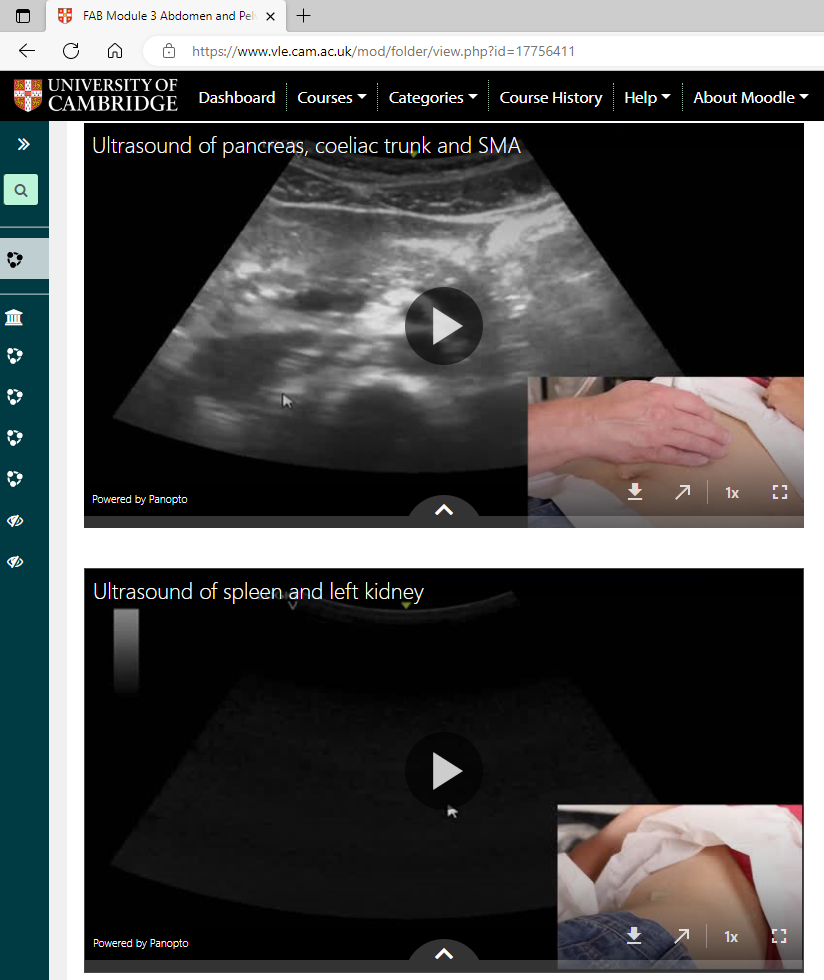 FAB Module 3 Abdomen and Pel
https://www.vle.cam.ac.uk/mod/folder/view.php?id=17756411
UNIVERSITY OF
CAMBRIDGE
Dashboard Courses Categories Course History Help About Moodle
Ultrasound of pancreas, coeliac trunk and SMA
1x
Powered by Panopto
Ultrasound of spleen and left kidney
1x
Powered by Panopto